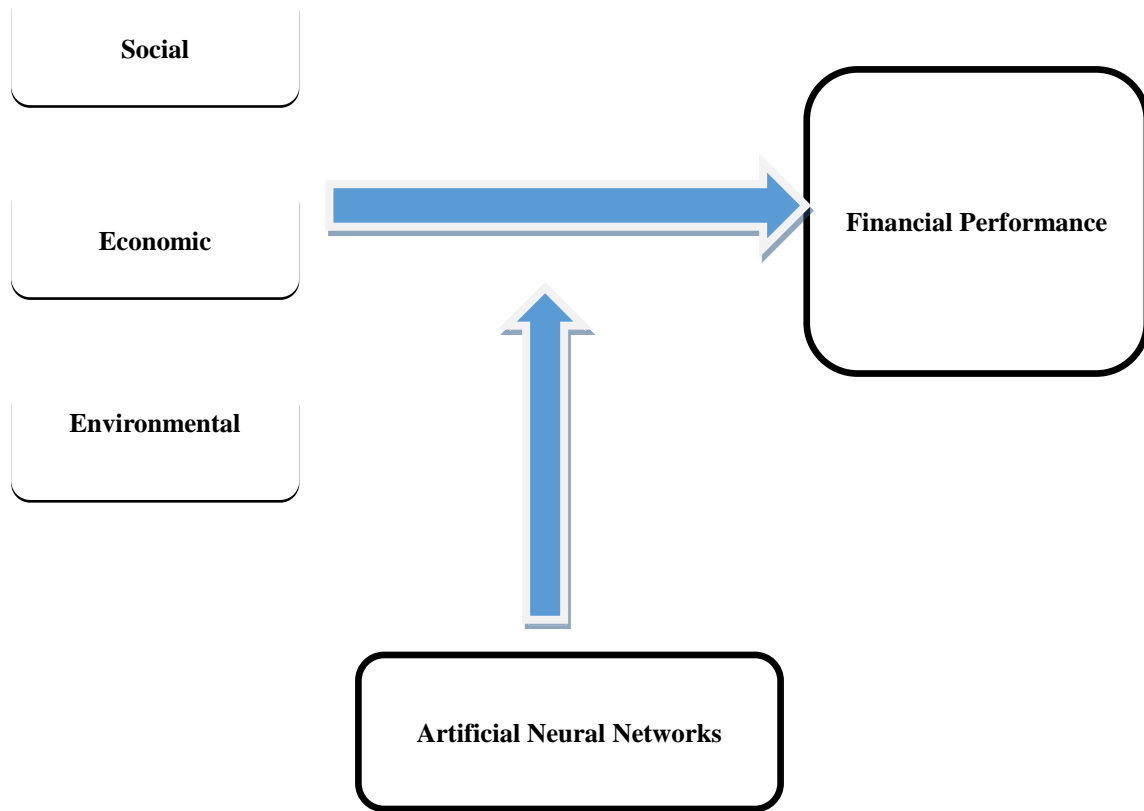 Social
Economic
Financial Performance
Environmental
Artificial Neural Networks